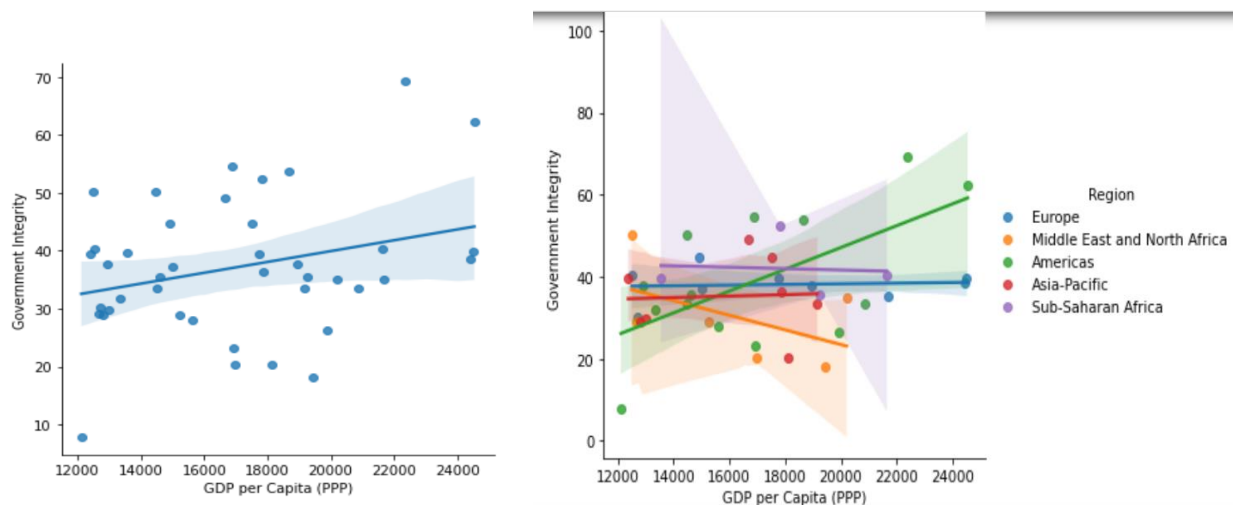 70
60
50
40
30
20
10
Government Integrity
12000 14000 16000 18000 20000 22000 24000
GDP per Capita (PPP)
100
80
60
40
20
0
Government Integrity
12000 14000 16000 18000 20000 22000 24000
GDP per Capita (PPP)
Region
Europe
Middle East and North Africa
Americas
Asia-Pacific
Sub-Saharan Africa